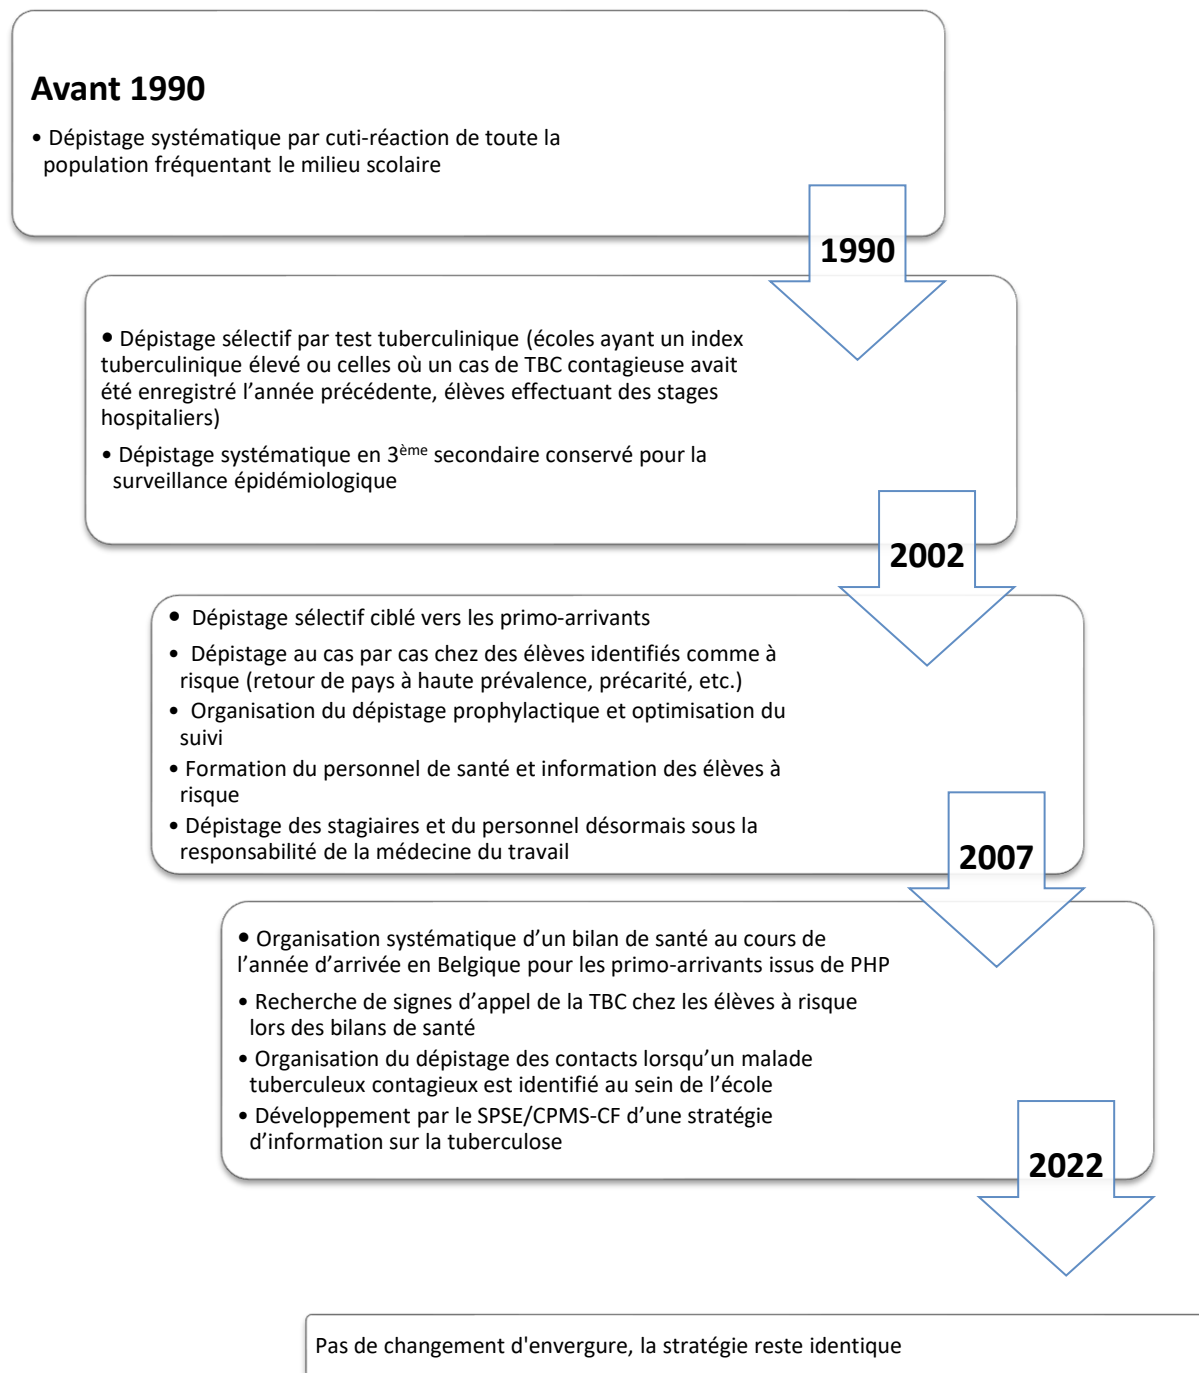 Avant 1990
• Dépistage systématique par cuti-réaction de toute la
population fréquentant le milieu scolaire
1990
• Dépistage sélectif par test tuberculinique (écoles ayant un index
tuberculinique élevé ou celles où un cas de TBC contagieuse avait
été enregistré l’année précédente, élèves effectuant des stages
hospitaliers)
• Dépistage systématique en 3ème secondaire conservé pour la
surveillance épidémiologique
2002
• Dépistage sélectif ciblé vers les primo-arrivants
• Dépistage au cas par cas chez des élèves identifiés comme à
risque (retour de pays à haute prévalence, précarité, etc.)
• Organisation du dépistage prophylactique et optimisation du
suivi
• Formation du personnel de santé et information des élèves à
risque
• Dépistage des stagiaires et du personnel désormais sous la
responsabilité de la médecine du travail
2007
• Organisation systématique d’un bilan de santé au cours de
l’année d’arrivée en Belgique pour les primo-arrivants issus de PHP
• Recherche de signes d’appel de la TBC chez les élèves à risque
lors des bilans de santé
• Organisation du dépistage des contacts lorsqu’un malade
tuberculeux contagieux est identifié au sein de l’école
• Développement par le SPSE/CPMS-CF d’une stratégie
d’information sur la tuberculose
2022
Pas de changement d'envergure, la stratégie reste identique